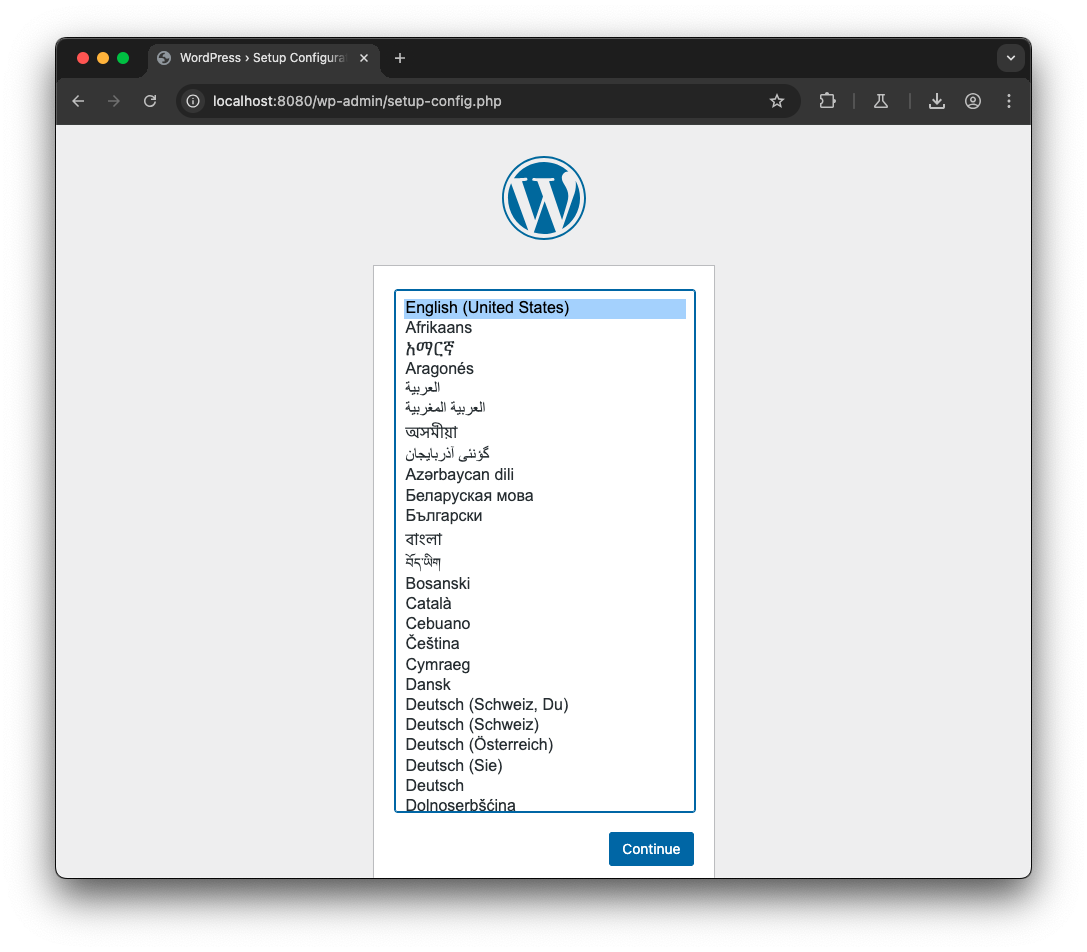 WordPress › Setup Configura
localhost:8080/wp-admin/setup-config.php
English (United States)
Afrikaans
አማርኛ
Aragonés
العربية
العربية المغربية
অসমীয়া
گؤنئی آذربایجان
Azərbaycan dili
Беларуская мова
Български
বাংলা
བོད་ཡིག
Bosanski
Català
Cebuano
Čeština
Cymraeg
Dansk
Deutsch (Schweiz, Du)
Deutsch (Schweiz)
Deutsch (Österreich)
Deutsch (Sie)
Deutsch
Dolnoserbšćina
Continue